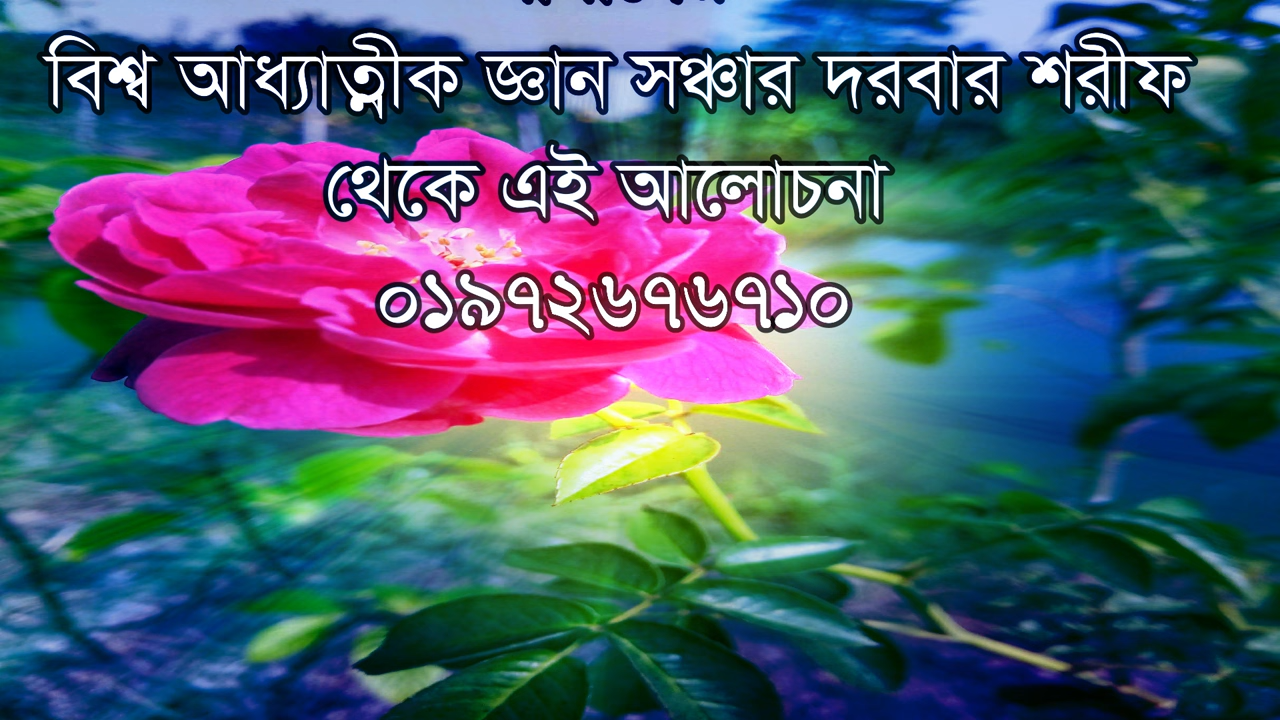 বিশ্ব আধ্যাত্নীক জ্ঞান সঞ্চার দরবার শরীফ
থেকে এই আলোচনা
০১৯৭২৬৭৬৭১০